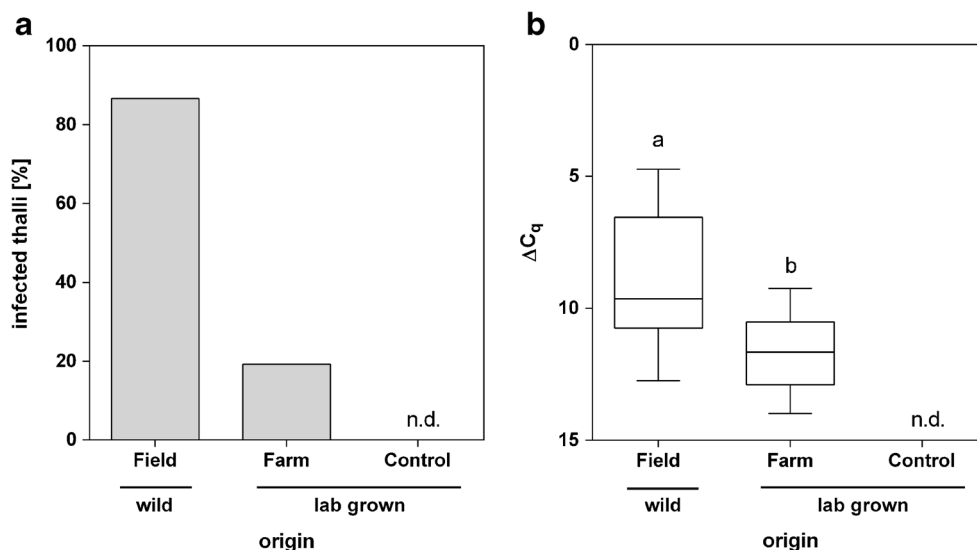 a
infected thalli [%]
100
80
60
40
20
0
n.d.
Field Farm Control
wild lab grown
origin
b
ΔCq
0
5
10
15
a
b
n.d.
Field Farm Control
wild lab grown
origin